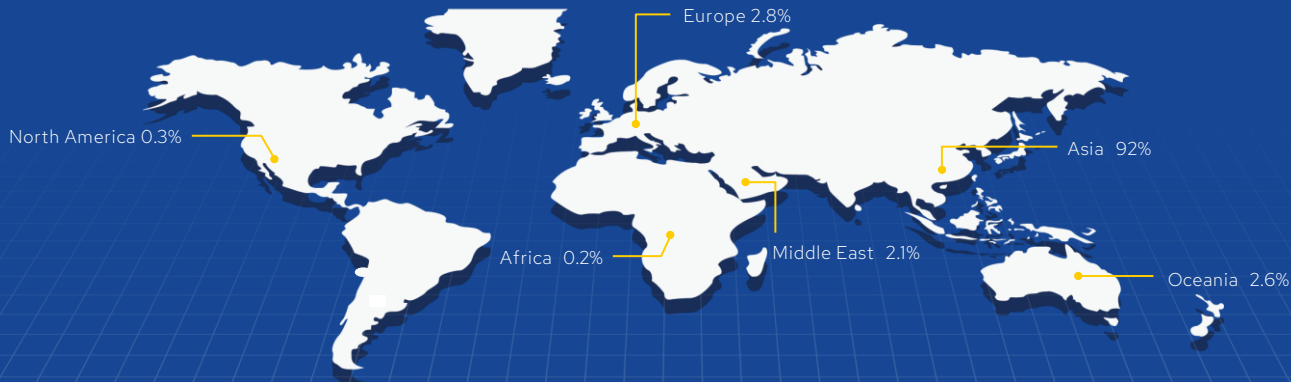 Europe 2.8%
North America 0.3%
Asia 92%
Africa 0.2%
Middle East 2.1%
Oceania 2.6%